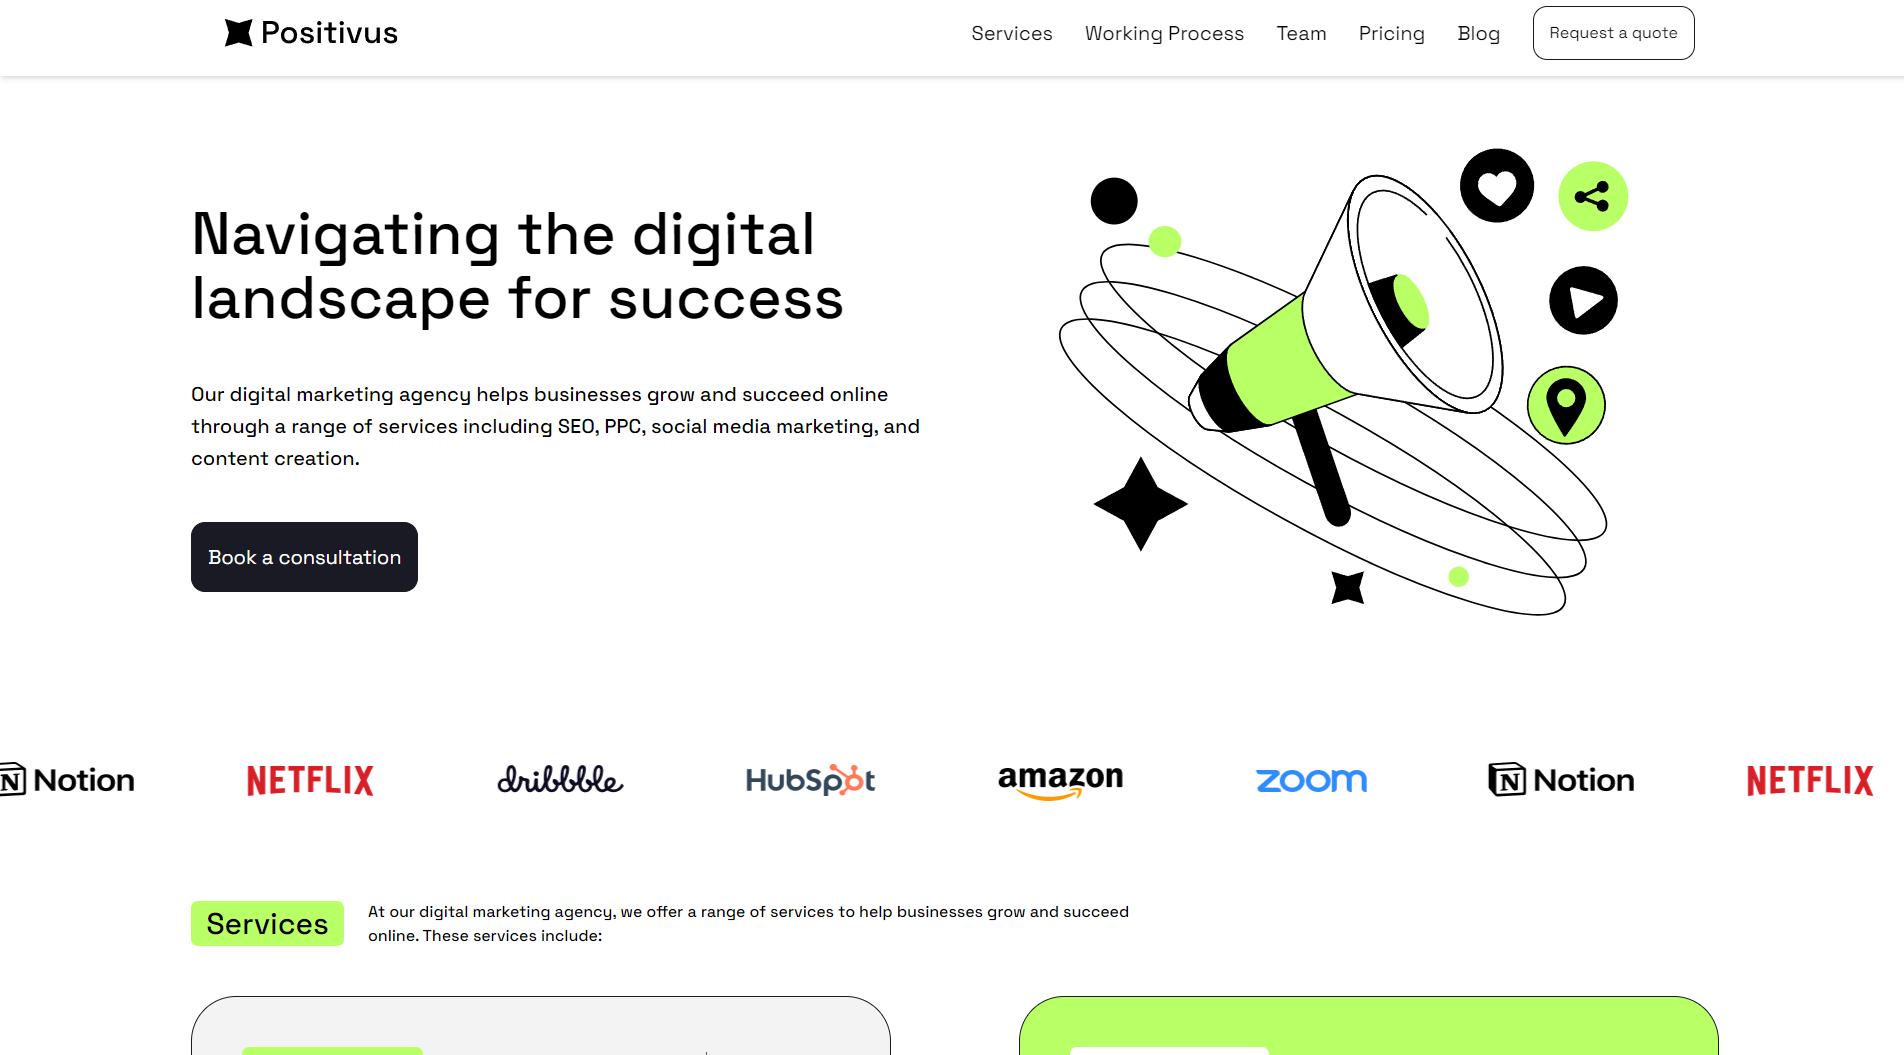 Positivus
Services
Working Process
Team
Pricing
Blog
Request a quote
Navigating the digital
landscape for success
Our digital marketing agency helps businesses grow and succeed online
through a range of services including SEO, PPC, social media marketing, and
content creation.
Book a consultation
Notion
NETFLIX
dribbble
HubSpot
amazon
zoom
Notion
NETFLIX
Services
At our digital marketing agency, we offer a range of services to help businesses grow and succeed
online. These services include: